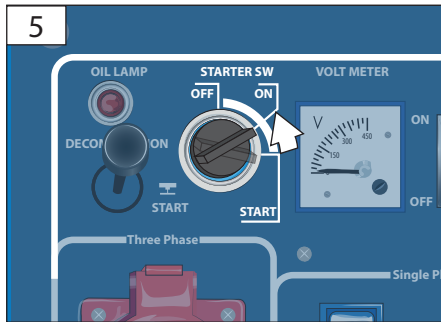 5
OIL LAMP
STARTER SW
VOLT METER
OFF
ON
V
150
300
450
ON
DECOM
ON
START
START
OFF
Three Phase
Single P